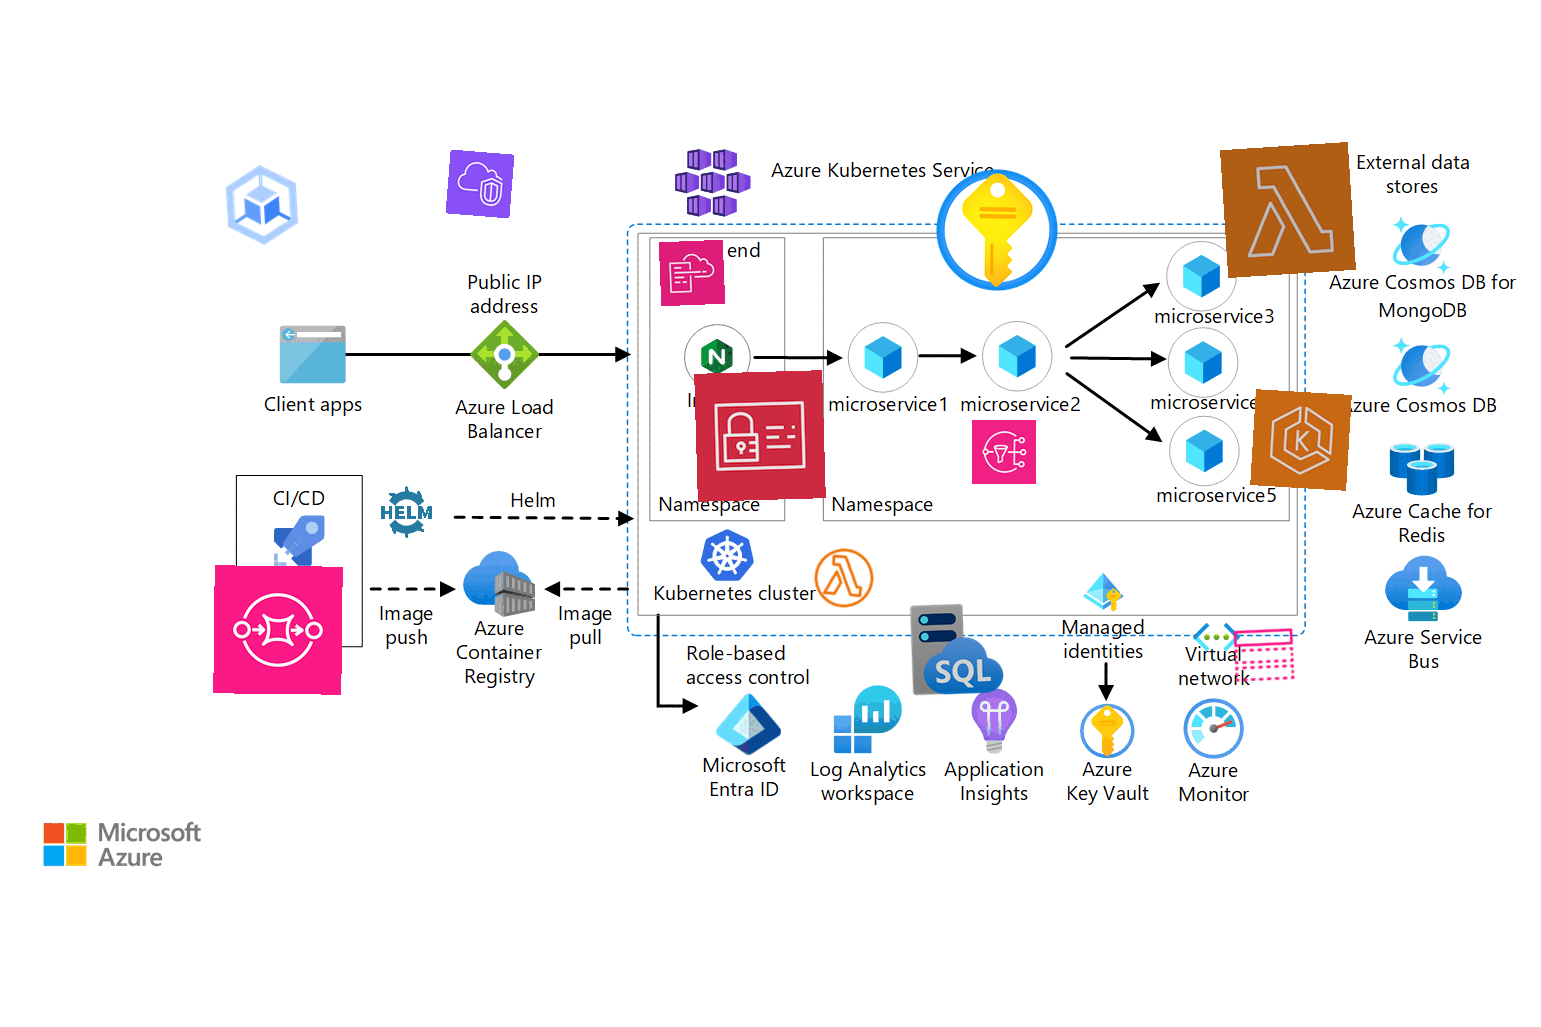 Azure Kubernetes Service
External data
stores
end
Public IP
address
Azure Cosmos DB for
MongoDB
microservice3
N
Client apps
Azure Load
Balancer
microservice1
microservice2
Azure Cosmos DB
K
CI/CD
HELM
Helm
Namespace
Namespace
microservice5
Azure Cache for
Redis
Kubernetes cluster
Image
push
Image
pull
Azure
Container
Registry
Managed
identities
Virtual
network
Azure Service
Bus
Role-based
access control
SQL
Microsoft
Entra ID
Log Analytics
workspace
Application
Insights
Azure
Key Vault
Azure
Monitor
Microsoft
Azure